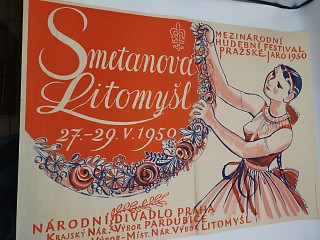 Smetanova
Litomyšl
27.-29.V.1950
MEZINÁRODNÍ
HUDEBNÍ FESTIVAL
PRAŽSKÉ JARO 1950
NÁRODNÍ DIVADLO PRAHA
KRAJSKÝ NÁR. VÝBOR PARDUBICE
VÝBOR-MÍST. NÁR. VÝBOR LITOMYŠL